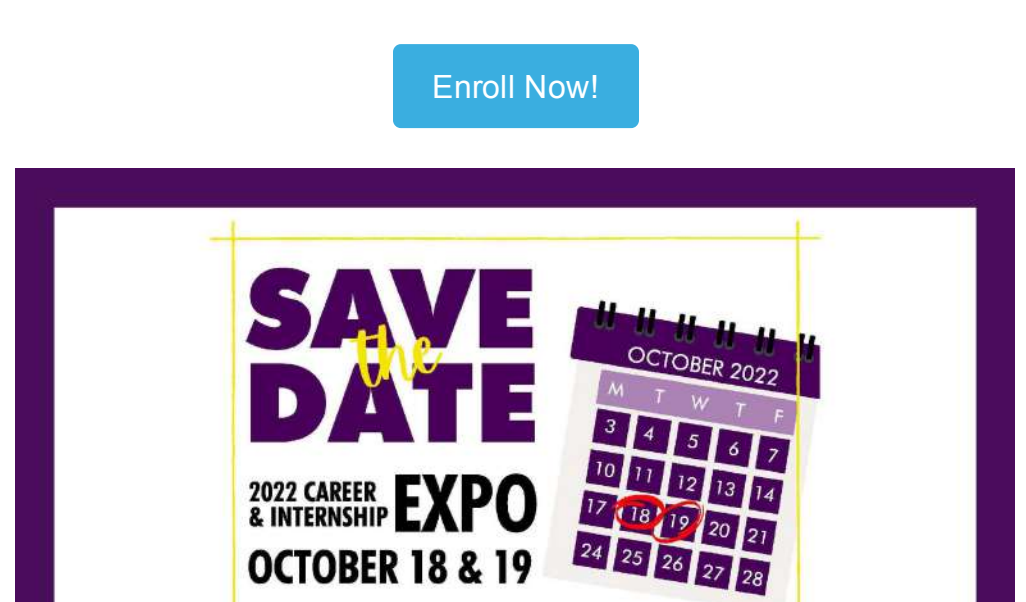 Enroll Now!
SAVE
the
DATE
2022 CAREER
& INTERNSHIP EXPO
OCTOBER 18 & 19
OCTOBER 2022
M T W T F
3 4 5 6 7
10 11 12 13 14
17 18 19 20 21
24 25 26 27 28